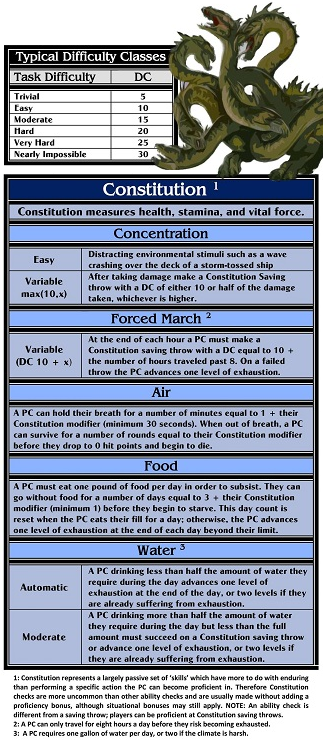 Typical Difficulty Classes
Task Difficulty DC
Trivial 5
Easy 10
Moderate 15
Hard 20
Very Hard 25
Nearly Impossible 30
Constitution 1
Constitution measures health, stamina, and vital force.
Concentration
Easy
Distracting environmental stimuli such as a wave
crashing over the deck of a storm-tossed ship
Variable
max(10,x)
After taking damage make a Constitution Saving
throw with a DC of either 10 or half of the damage
taken, whichever is higher.
Forced March 2
Variable
(DC 10 + x)
At the end of each hour a PC must make a
Constitution saving throw with a DC equal to 10 +
the number of hours traveled past 8. On a failed
throw the PC advances one level of exhaustion.
Air
A PC can hold their breath for a number of minutes equal to 1 + their
Constitution modifier (minimum 30 seconds). When out of breath, a PC
can survive for a number of rounds equal to their Constitution modifier
before they drop to 0 hit points and begin to die.
Food
A PC must eat one pound of food per day in order to subsist. They can
go without food for a number of days equal to 3 + their Constitution
modifier (minimum 1) before they begin to starve. This day count is
reset when the PC eats their fill for a day; otherwise, the PC advances
one level of exhaustion at the end of each day beyond their limit.
Water 3
Automatic
A PC drinking less than half the amount of water they
require during the day advances one level of
exhaustion at the end of the day, or two levels if they
are already suffering from exhaustion.
Moderate
A PC drinking more than half the amount of water
they require during the day but less than the full
amount must succeed on a Constitution saving throw
or advance one level of exhaustion, or two levels if
they are already suffering from exhaustion.
1: Constitution represents a largely passive set of 'skills' which have more to do with enduring
than performing a specific action the PC can become proficient in. Therefore Constitution
checks are more uncommon than other ability checks and are usually made without adding a
proficiency bonus, although situational bonuses may still apply. NOTE: An ability check is
different from a saving throw; players can be proficient at Constitution saving throws.
2: A PC can only travel for eight hours a day before they risk becoming exhausted.
3: A PC requires one gallon of water per day, or two if the climate is harsh.